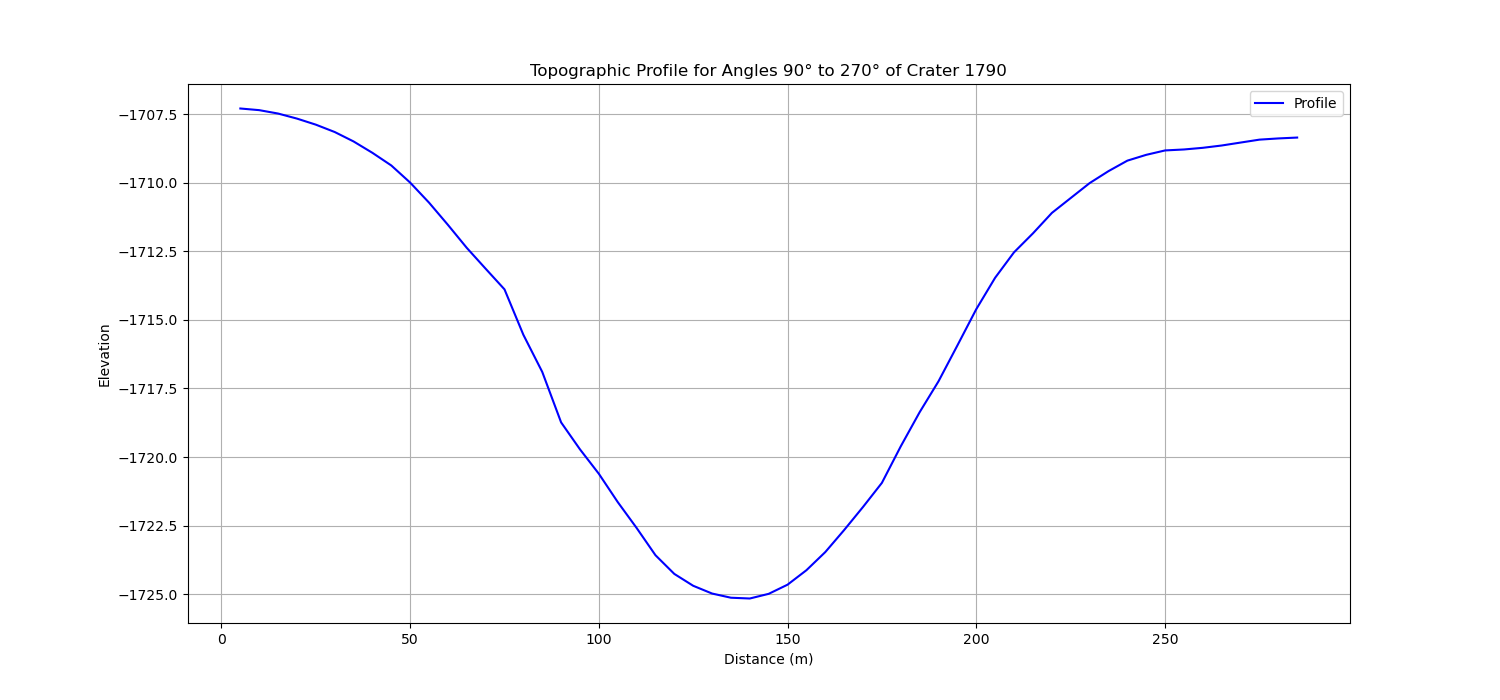 Topographic Profile for Angles 90° to 270° of Crater 1790
Profile
−1707.5
−1710.0
−1712.5
−1715.0
−1717.5
−1720.0
−1722.5
−1725.0
Elevation
0 50 100 150 200 250
Distance (m)